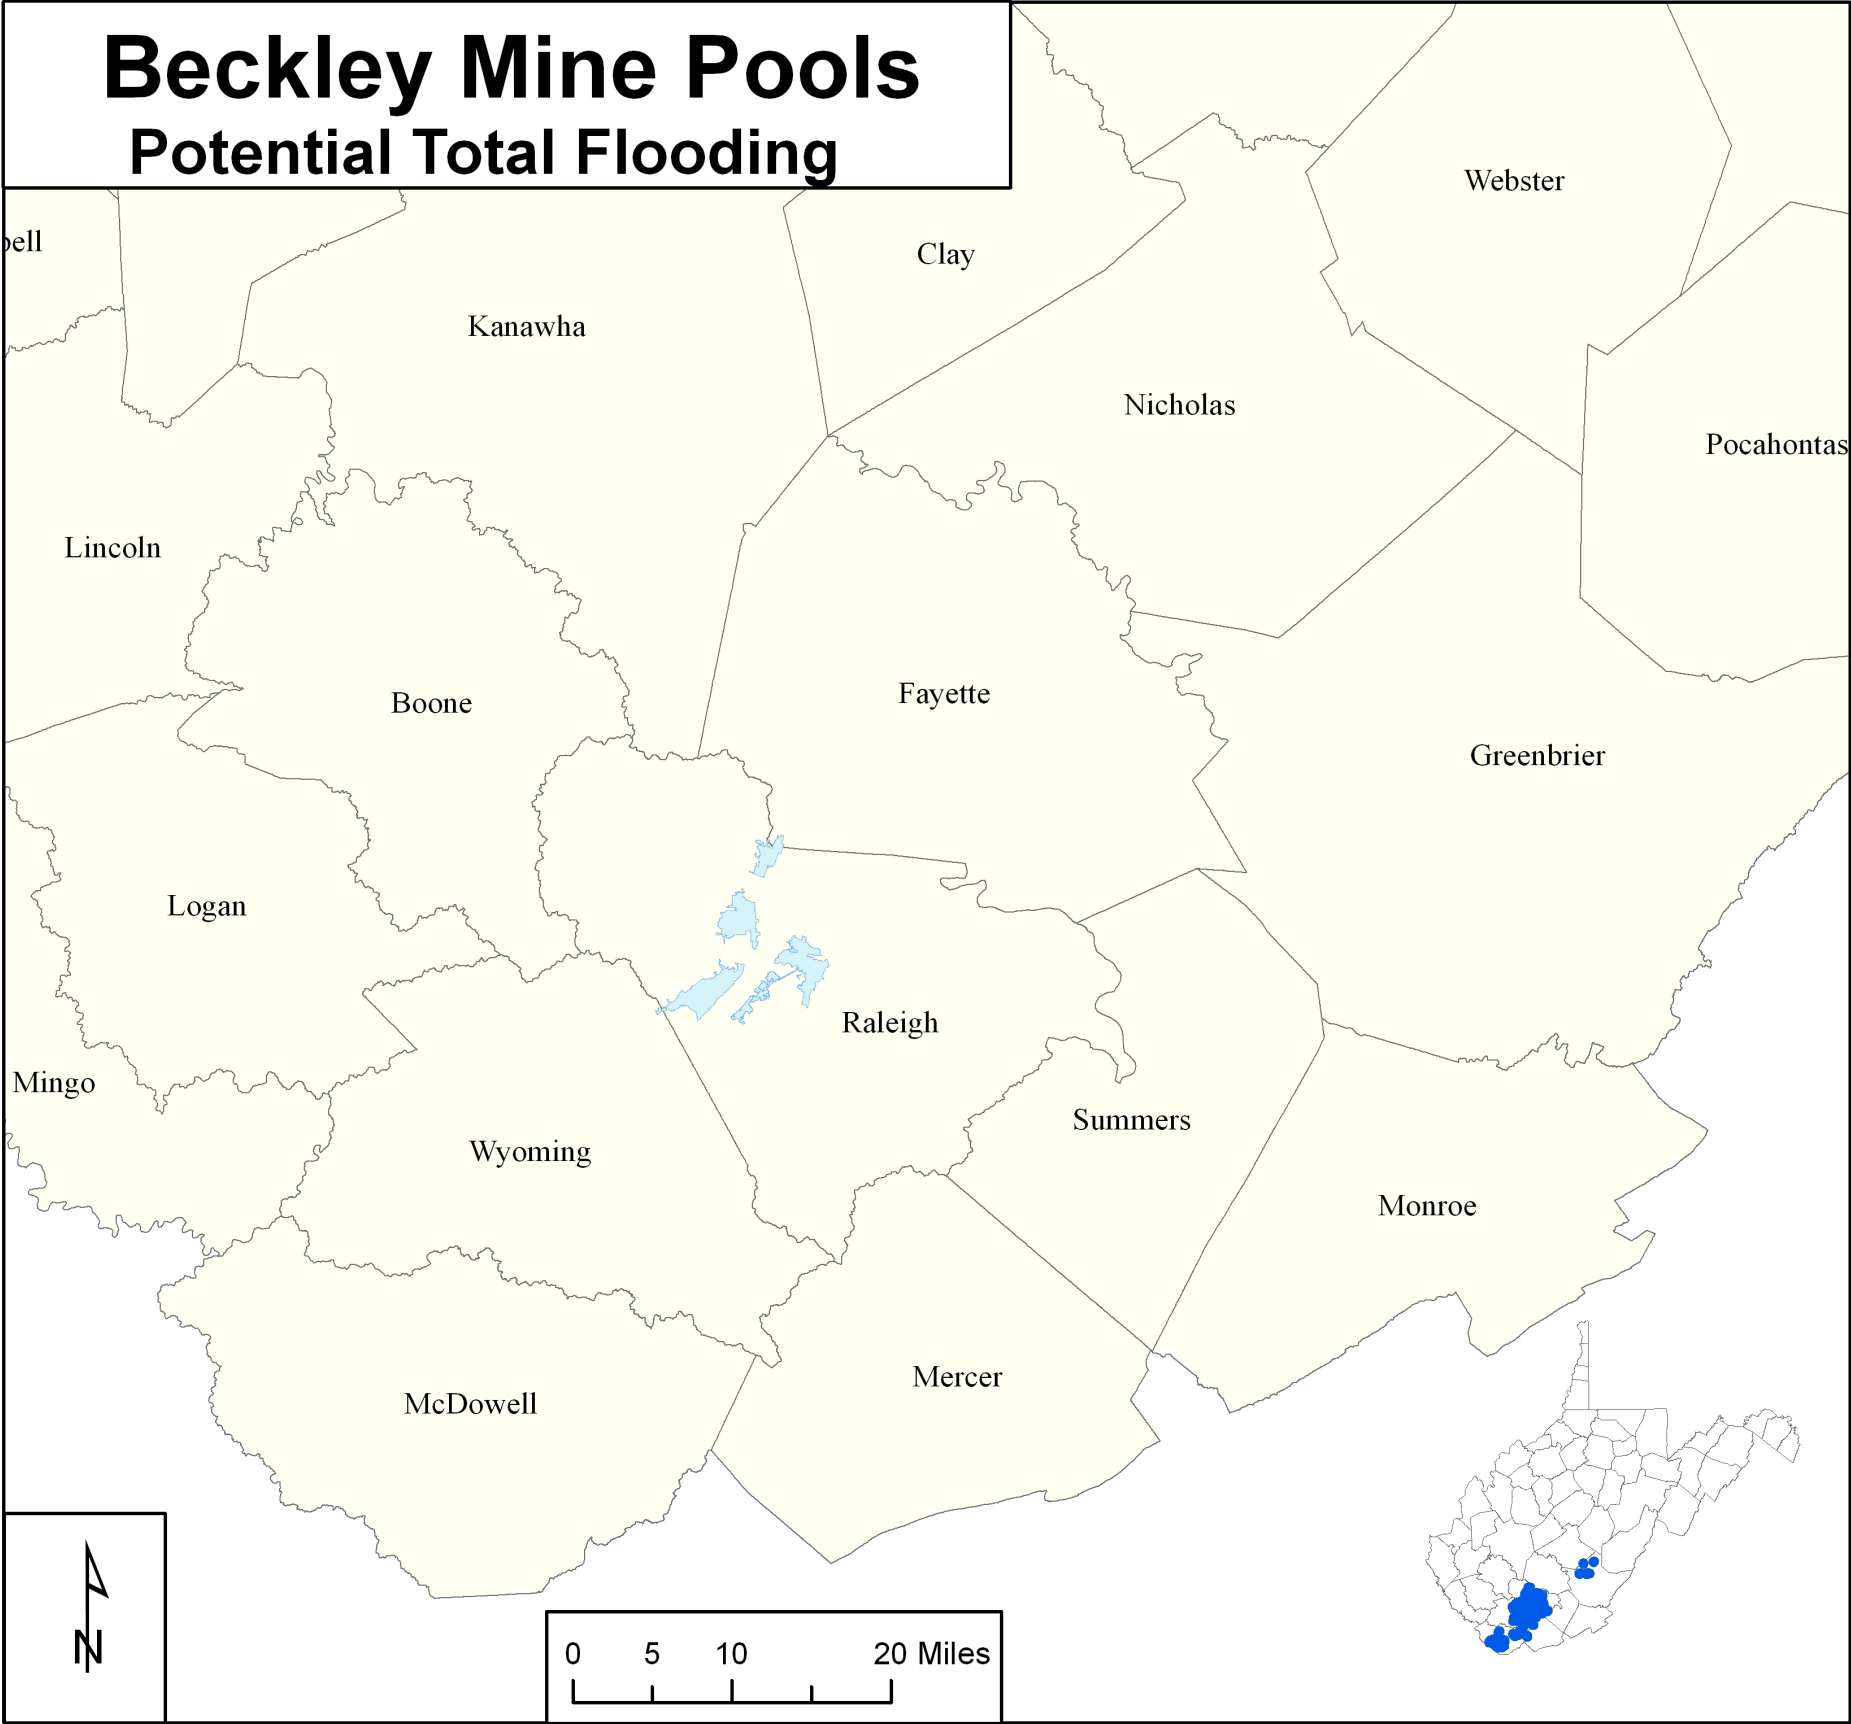 Beckley Mine Pools
Potential Total Flooding
Webster
bell
Clay
Kanawha
Nicholas
Pocahontas
Lincoln
Fayette
Boone
Greenbrier
Logan
Raleigh
Mingo
Summers
Wyoming
Monroe
Mercer
McDowell
N
0 5 10 20 Miles